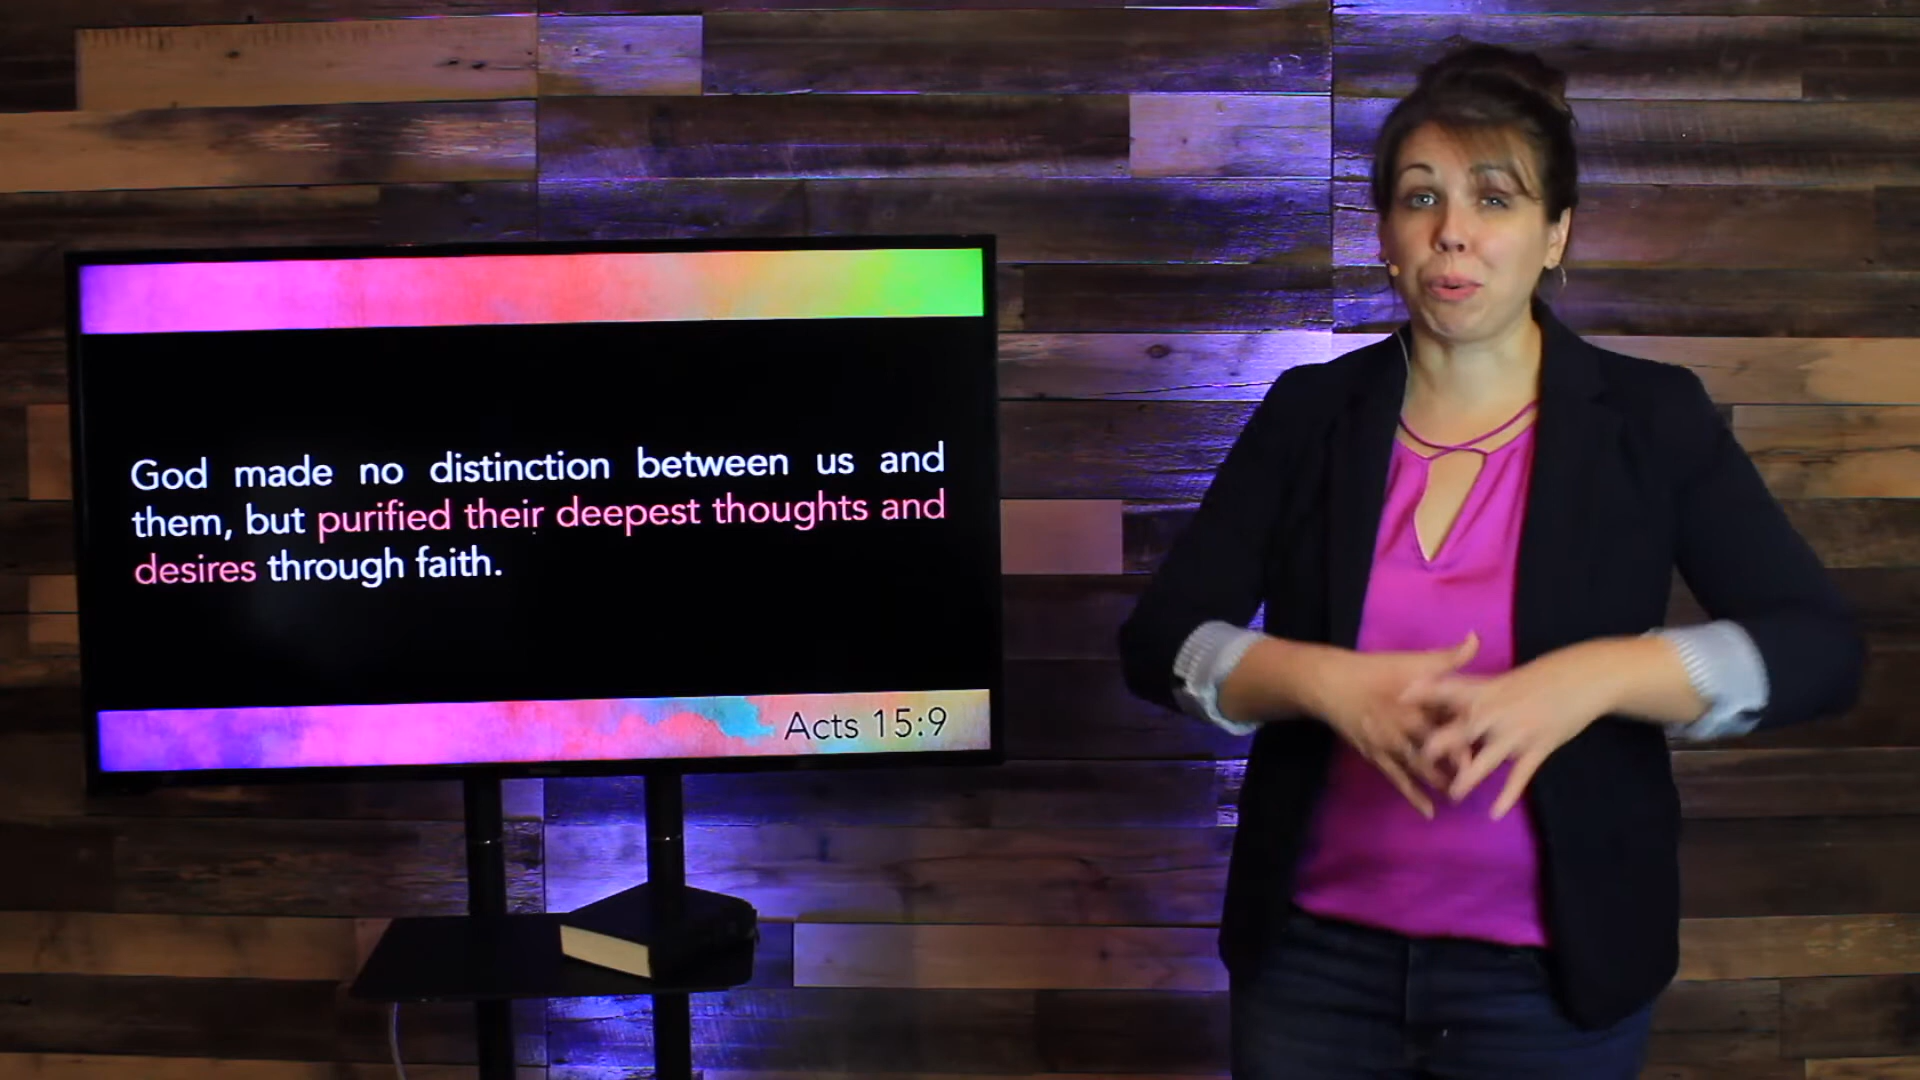 God made no distinction between us and
them, but purified their deepest thoughts and
desires through faith.
Acts 15:9